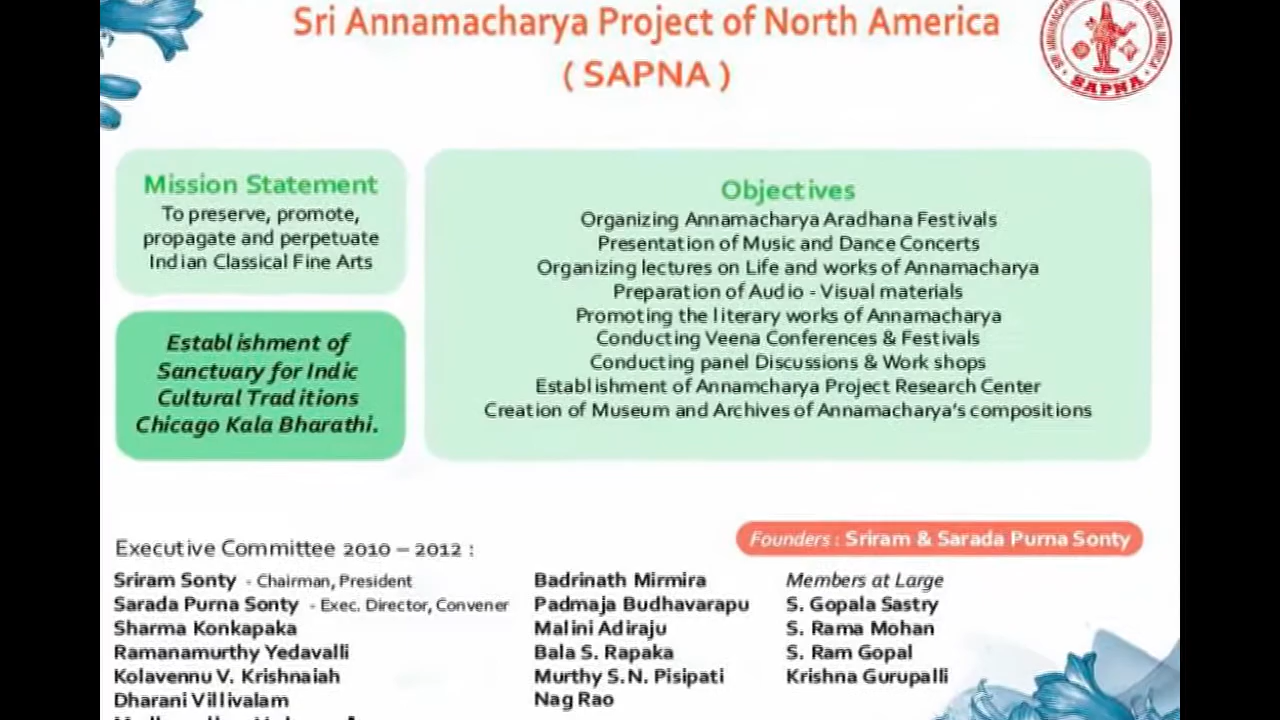 Sri Annamacharya Project of North America
( SAPNA )
SAPNA
Mission Statement
To preserve, promote,
propagate and perpetuate
Indian Classical Fine Arts
Establishment of
Sanctuary for Indic
Cultural Traditions
Chicago Kala Bharathi.
Objectives
Organizing Annamacharya Aradhana Festivals
Presentation of Music and Dance Concerts
Organizing lectures on Life and works of Annamacharya
Preparation of Audio - Visual materials
Promoting the literary works of Annamacharya
Conducting Veena Conferences & Festivals
Conducting panel Discussions & Work shops
Establishment of Annamcharya Project Research Center
Creation of Museum and Archives of Annamacharya's compositions
Founders : Sriram & Sarada Purna Sonty
Executive Committee 2010 – 2012 :
Sriram Sonty - Chairman, President
Sarada Purna Sonty - Exec. Director, Convener
Sharma Konkapaka
Ramanamurthy Yedavalli
Kolavennu V. Krishnaiah
Dharani Villivalam
Badrinath Mirmira
Padmaja Budhavarapu
Malini Adiraju
Bala S. Rapaka
Murthy S.N. Pisipati
Nag Rao
Members at Large
S. Gopala Sastry
S. Rama Mohan
S. Ram Gopal
Krishna Gurupalli